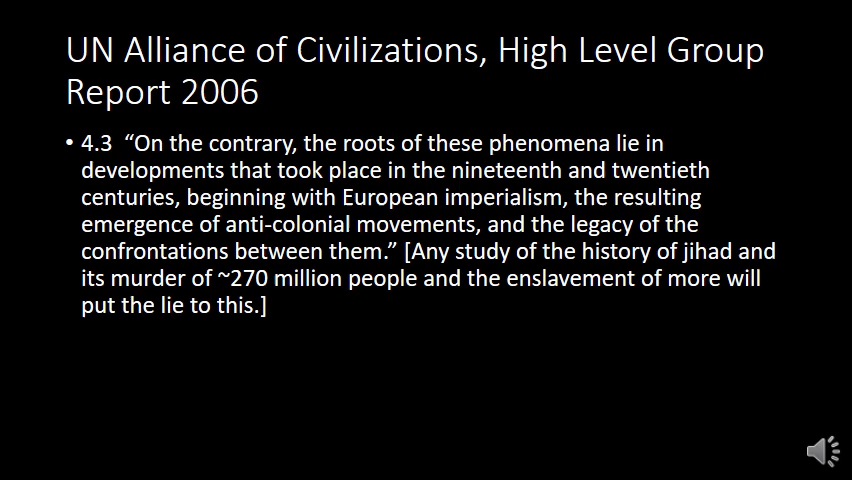 UN Alliance of Civilizations, High Level Group
Report 2006
• 4.3 “On the contrary, the roots of these phenomena lie in
developments that took place in the nineteenth and twentieth
centuries, beginning with European imperialism, the resulting
emergence of anti-colonial movements, and the legacy of the
confrontations between them.” [Any study of the history of jihad and
its murder of ~270 million people and the enslavement of more will
put the lie to this.]